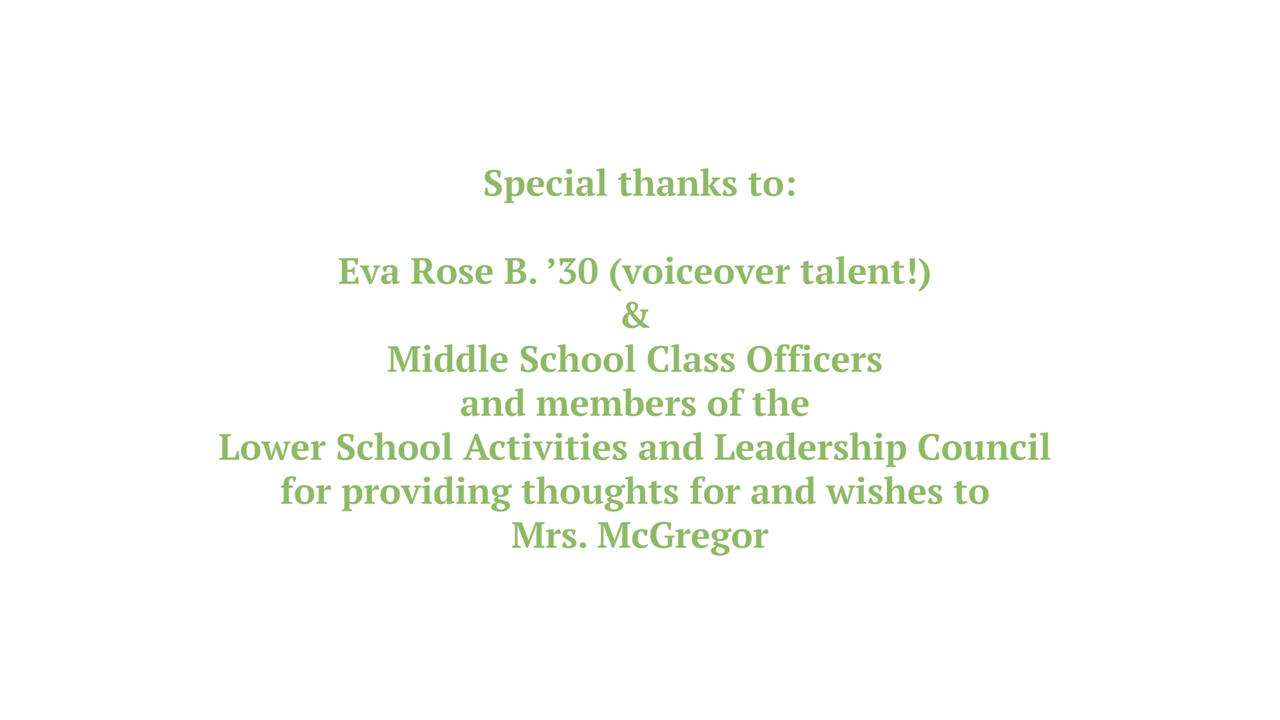 Special thanks to:
Eva Rose B. ’30 (voiceover talent!)
&
Middle School Class Officers
and members of the
Lower School Activities and Leadership Council
for providing thoughts for and wishes to
Mrs. McGregor